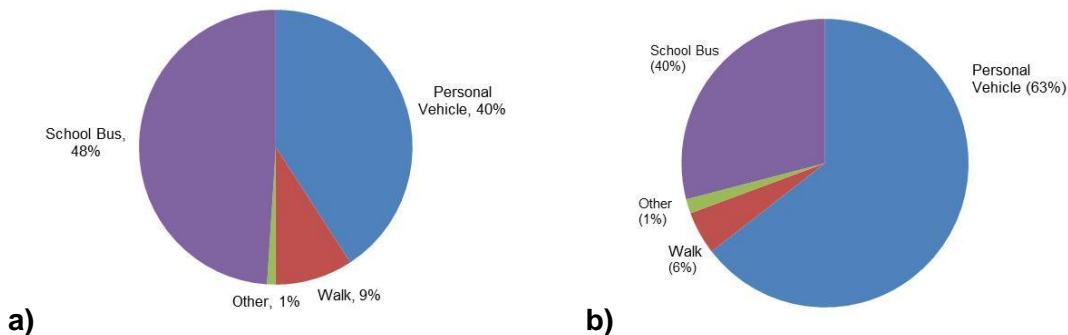 Personal
Vehicle, 40%
School Bus,
48%
Other, 1%
Walk, 9%
a)
School Bus
(40%)
Personal
Vehicle (63%)
Other
(1%)
Walk
(6%)
b)